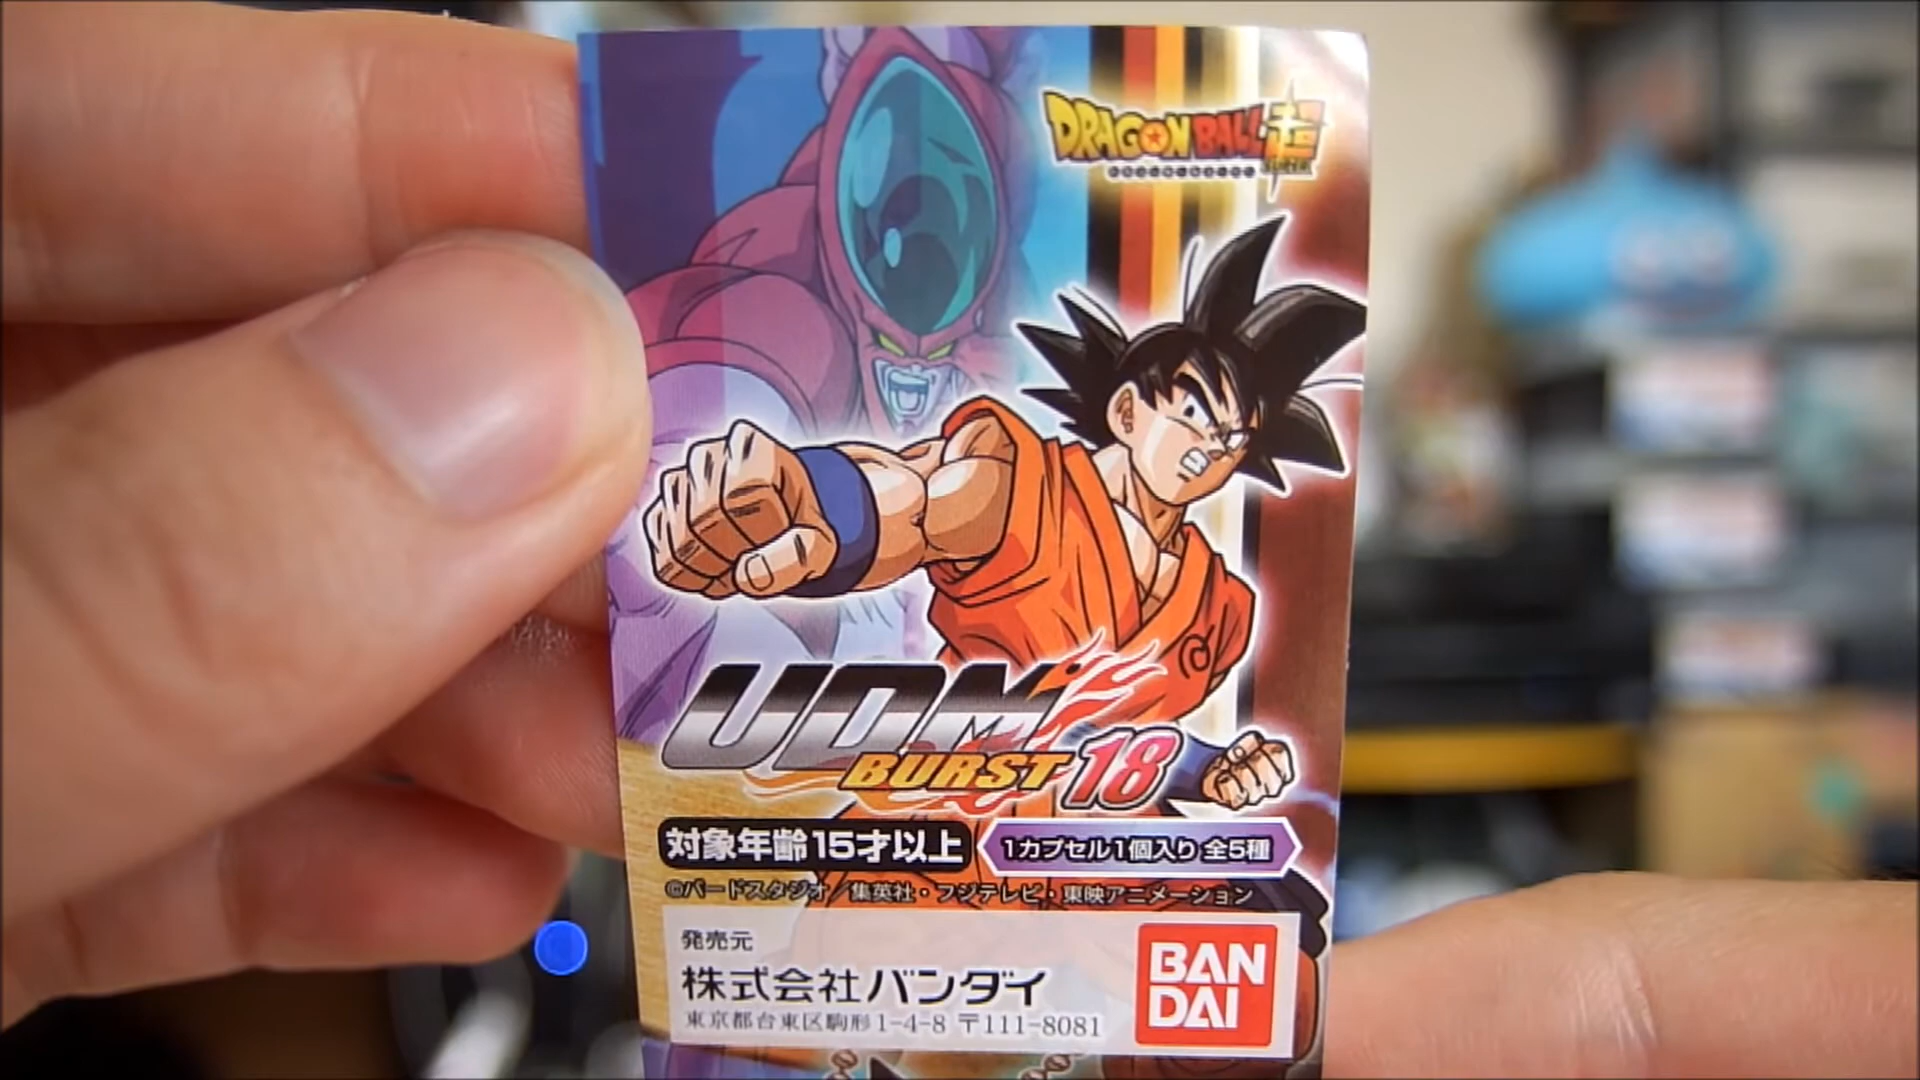 DRAGON BALL 超
SUPER
UDM
BURST 18
対象年齢15才以上
1カプセル1個入り 全5種
©バードスタジオ／集英社・フジテレビ・東映アニメーション
発売元
株式会社バンダイ
東京都台東区駒形1-4-8 〒111-8081
BAN
DAI